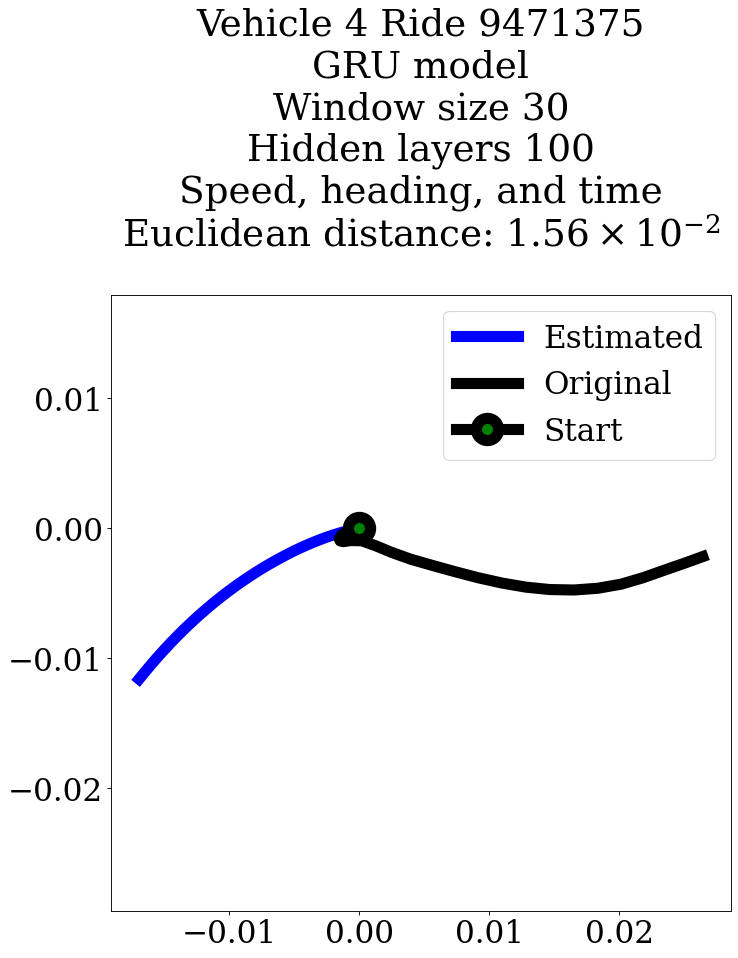 Vehicle 4 Ride 9471375
GRU model
Window size 30
Hidden layers 100
Speed, heading, and time
Euclidean distance: 1.56 × 10⁻²
Estimated
Original
Start
0.01
0.00
−0.01
−0.02
−0.01 0.00 0.01 0.02